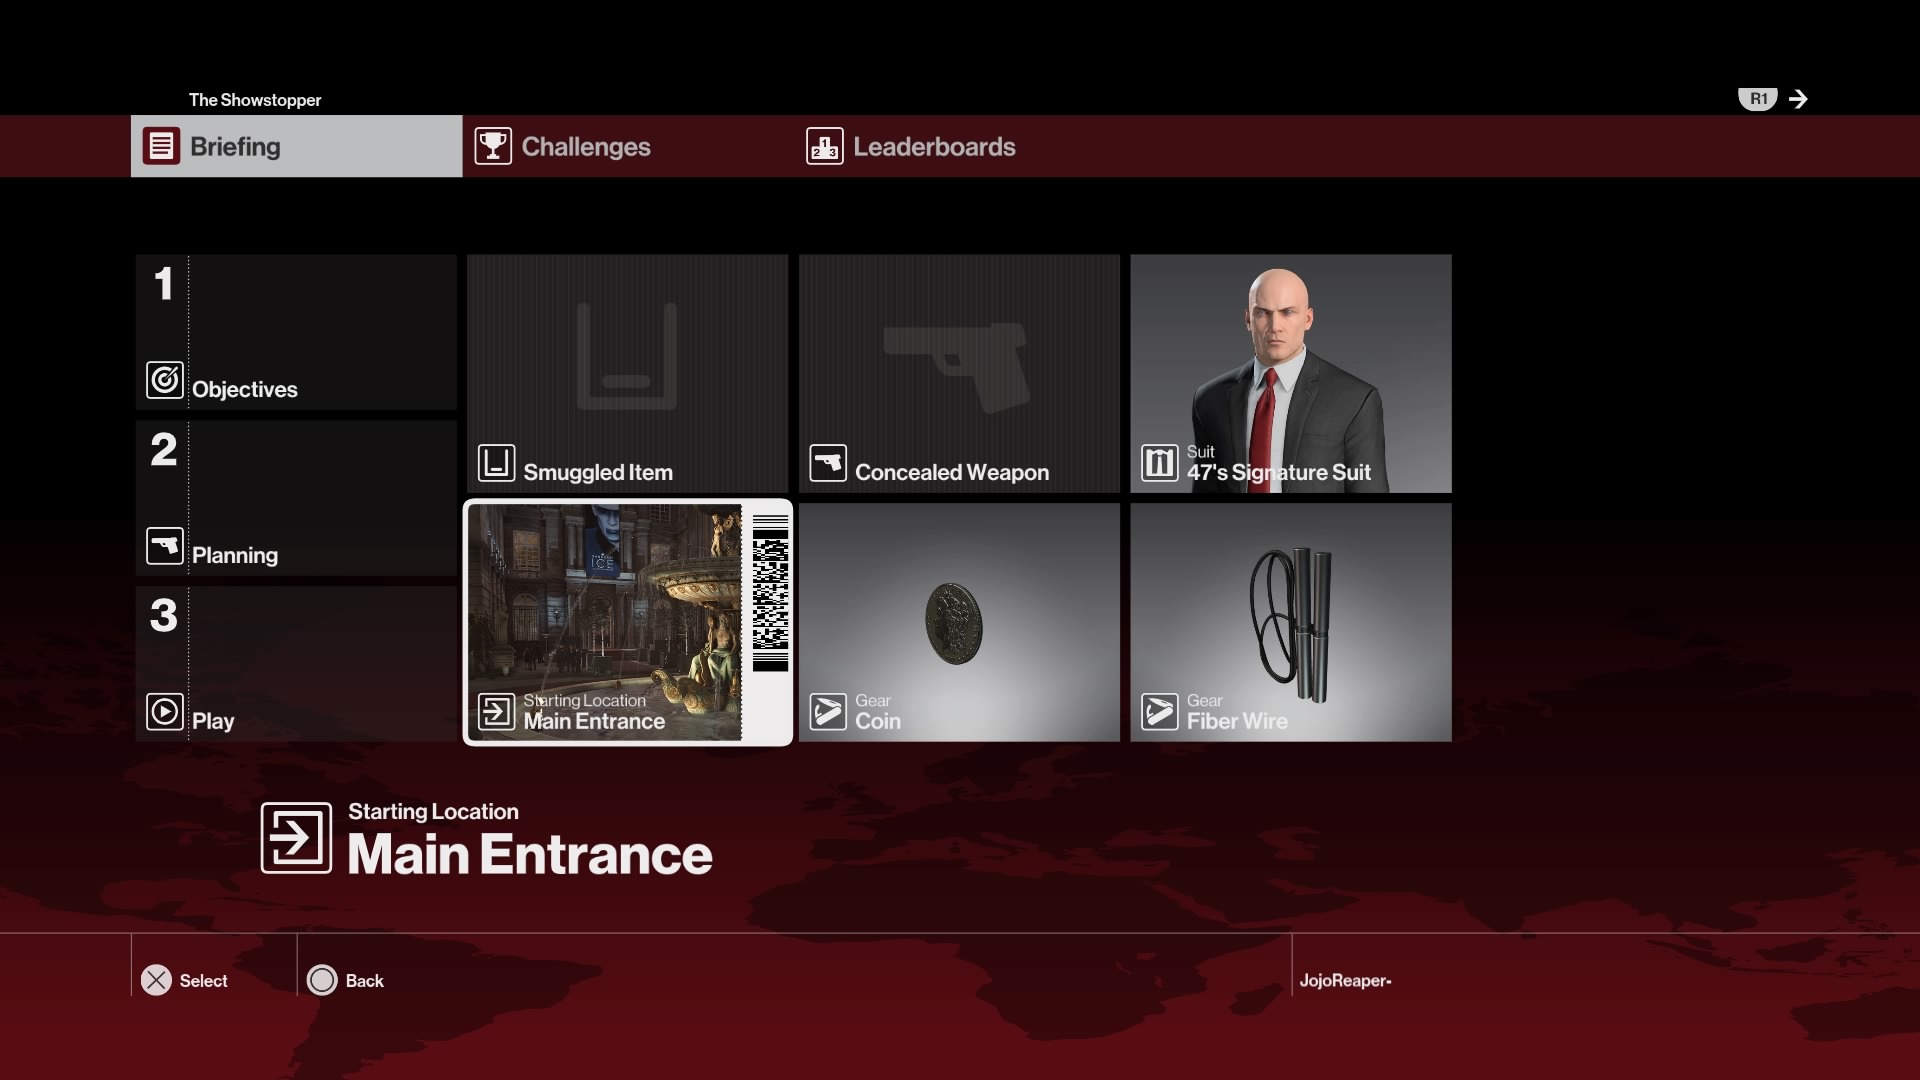 The Showstopper
R1
Briefing
Challenges
Leaderboards
1
Objectives
2
Planning
3
Play
Smuggled Item
Concealed Weapon
Suit
47's Signature Suit
ICE
Starting Location
Main Entrance
Gear
Coin
Gear
Fiber Wire
Starting Location
Main Entrance
Select
Back
JojoReaper-